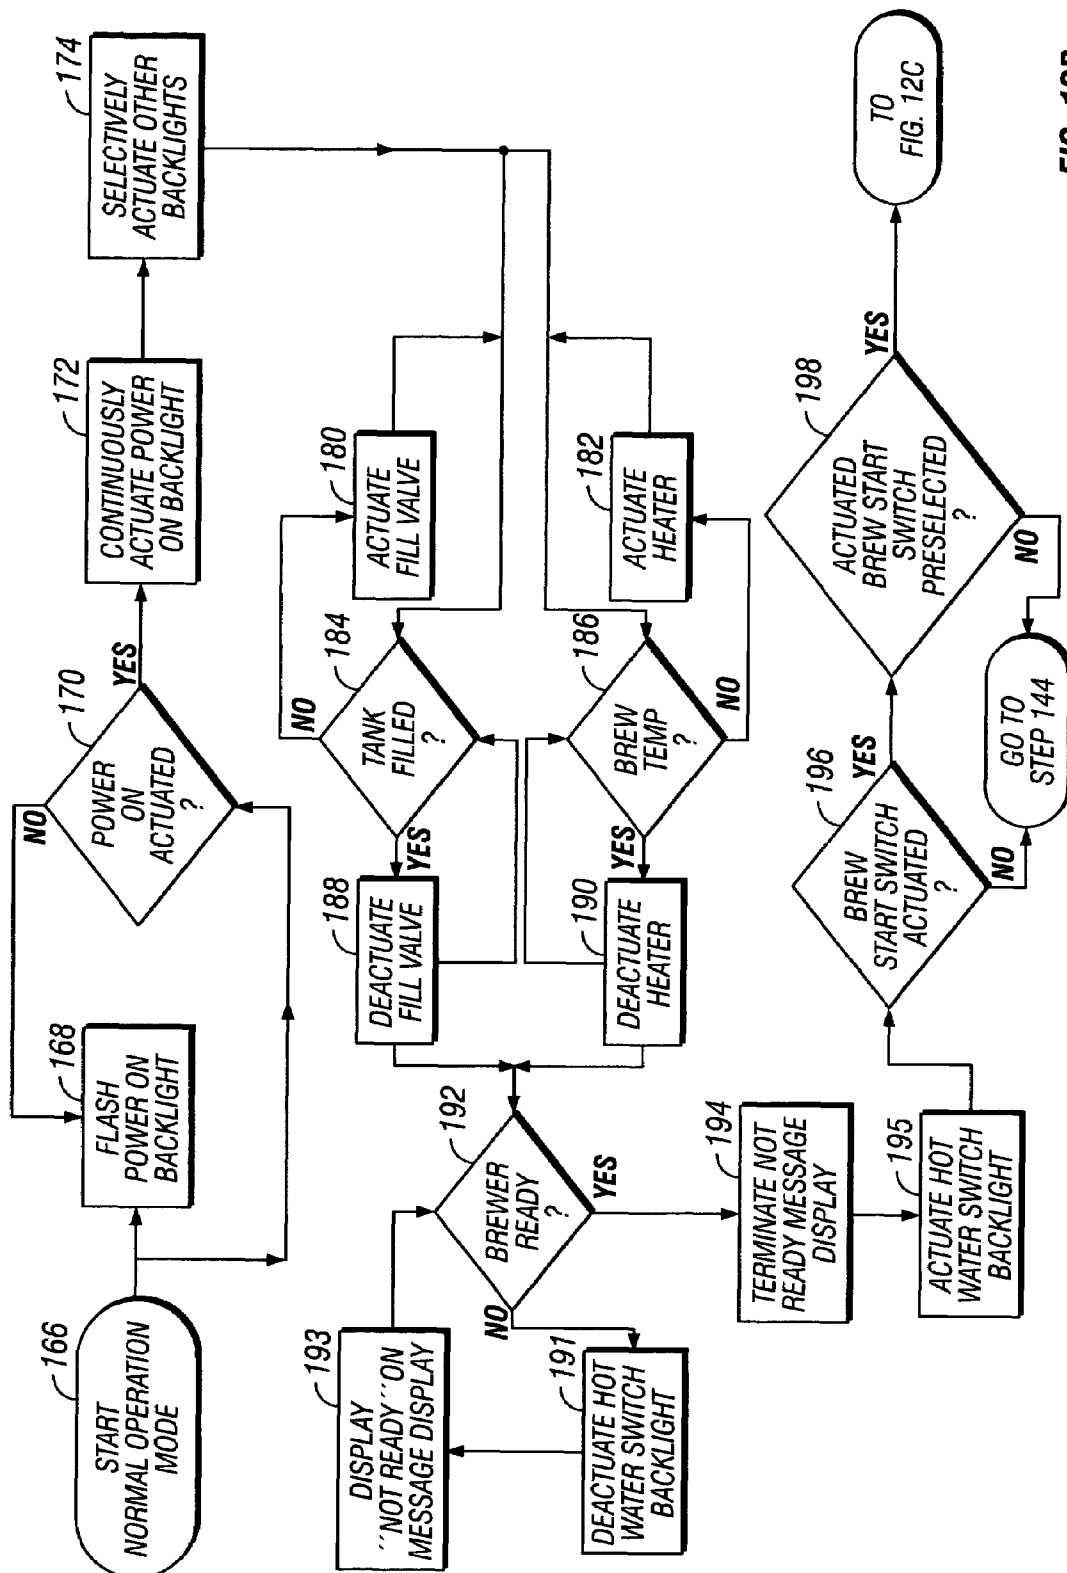 166
START
NORMAL OPERATION
MODE
168
FLASH
POWER ON
BACKLIGHT
170
POWER
ON
ACTUATED
?
NO
YES
172
CONTINUOUSLY
ACTUATE POWER
ON BACKLIGHT
174
SELECTIVELY
ACTUATE OTHER
BACKLIGHTS
180
ACTUATE
FILL VALVE
184
TANK
FILLED
?
NO
YES
188
DEACTUATE
FILL VALVE
182
ACTUATE
HEATER
186
BREW
TEMP
?
NO
YES
190
DEACTUATE
HEATER
192
BREWER
READY
?
NO
YES
193
DISPLAY
´´NOT READY´´ON
MESSAGE DISPLAY
191
DEACTUATE HOT
WATER SWITCH
BACKLIGHT
194
TERMINATE NOT
READY MESSAGE
DISPLAY
195
ACTUATE HOT
WATER SWITCH
BACKLIGHT
196
BREW
START SWITCH
ACTUATED
?
YES
NO
198
ACTUATED
BREW START
SWITCH
PRESELECTED
?
YES
NO
GO TO
STEP 144
TO
FIG. 12C